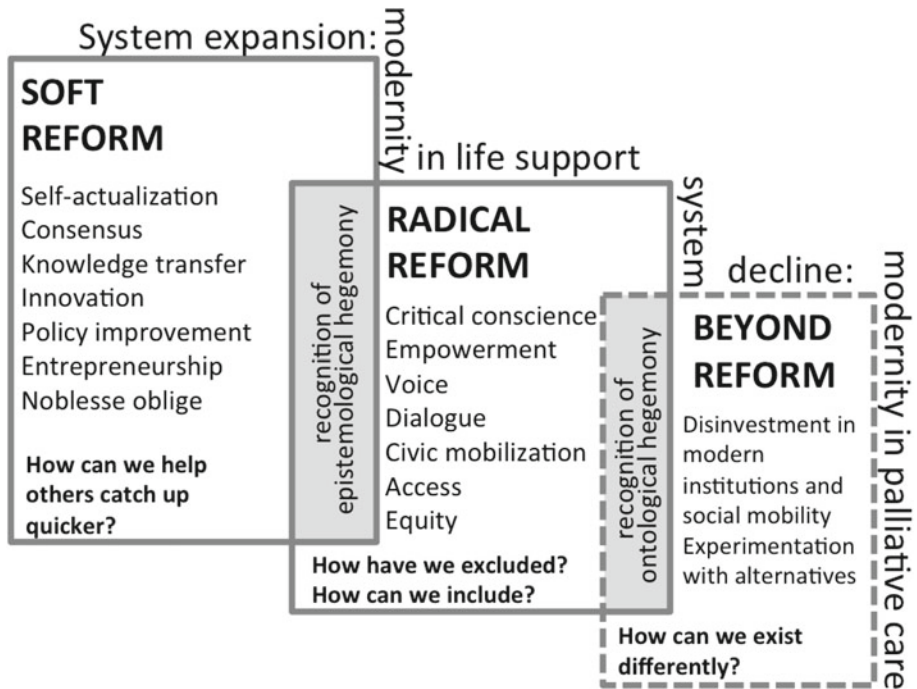 System expansion:
modernity
in life support
SOFT
REFORM
Self-actualization
Consensus
Knowledge transfer
Innovation
Policy improvement
Entrepreneurship
Noblesse oblige
How can we help
others catch up
quicker?
recognition of
epistemological hegemony
RADICAL
REFORM
Critical conscience
Empowerment
Voice
Dialogue
Civic mobilization
Access
Equity
How have we excluded?
How can we include?
system
decline:
modernity in palliative care
recognition of
ontological hegemony
BEYOND
REFORM
Disinvestment in
modern
institutions and
social mobility
Experimentation
with alternatives
How can we exist
differently?